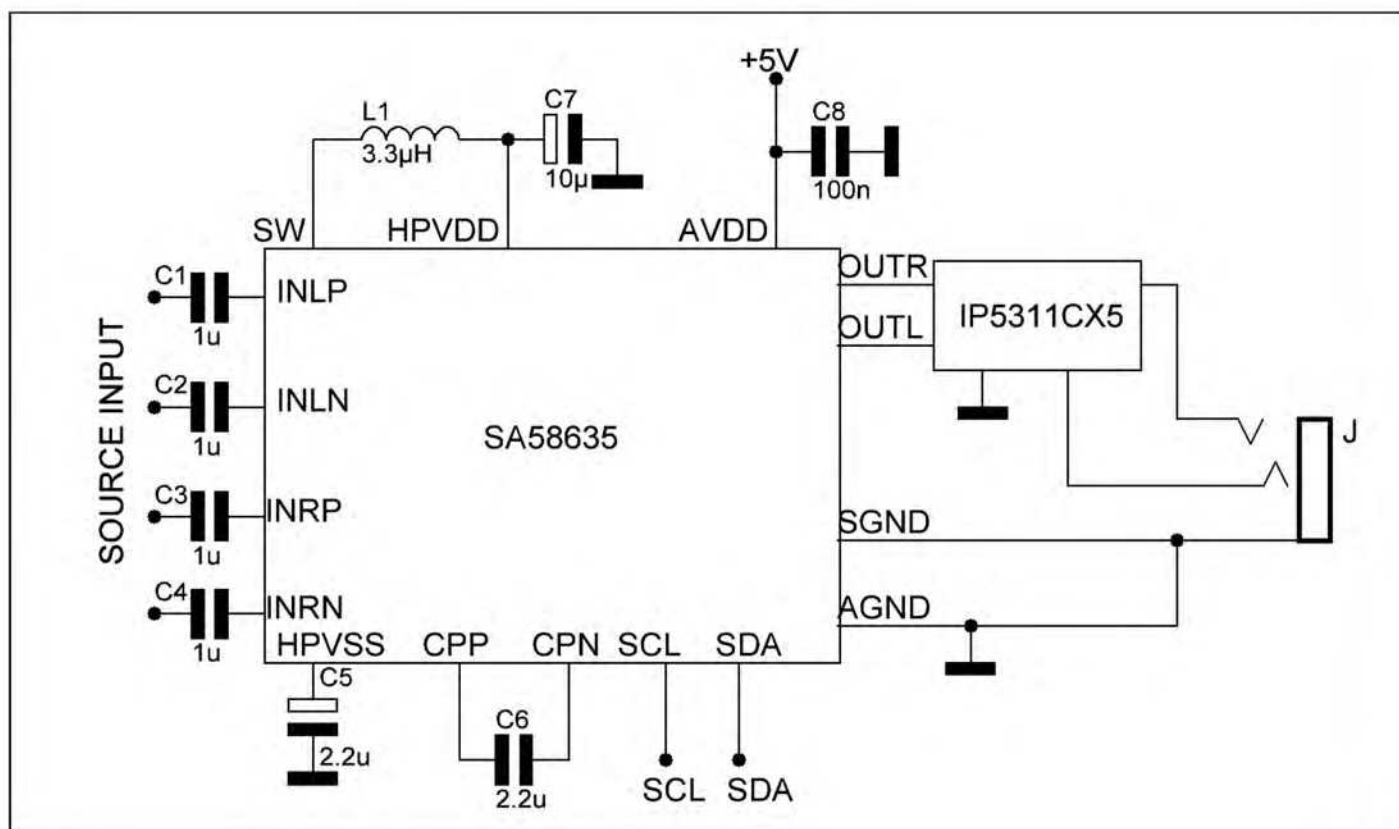 +5V
L1
3.3µH
C7
10µ
C8
100n
SW
HPVDD
AVDD
SOURCE INPUT
C1
1u
INLP
C2
1u
INLN
C3
1u
INRP
C4
1u
INRN
SA58635
OUTR
OUTL
IP5311CX5
J
SGND
AGND
HPVSS
CPP
CPN
SCL
SDA
C5
2.2u
C6
2.2u
SCL
SDA